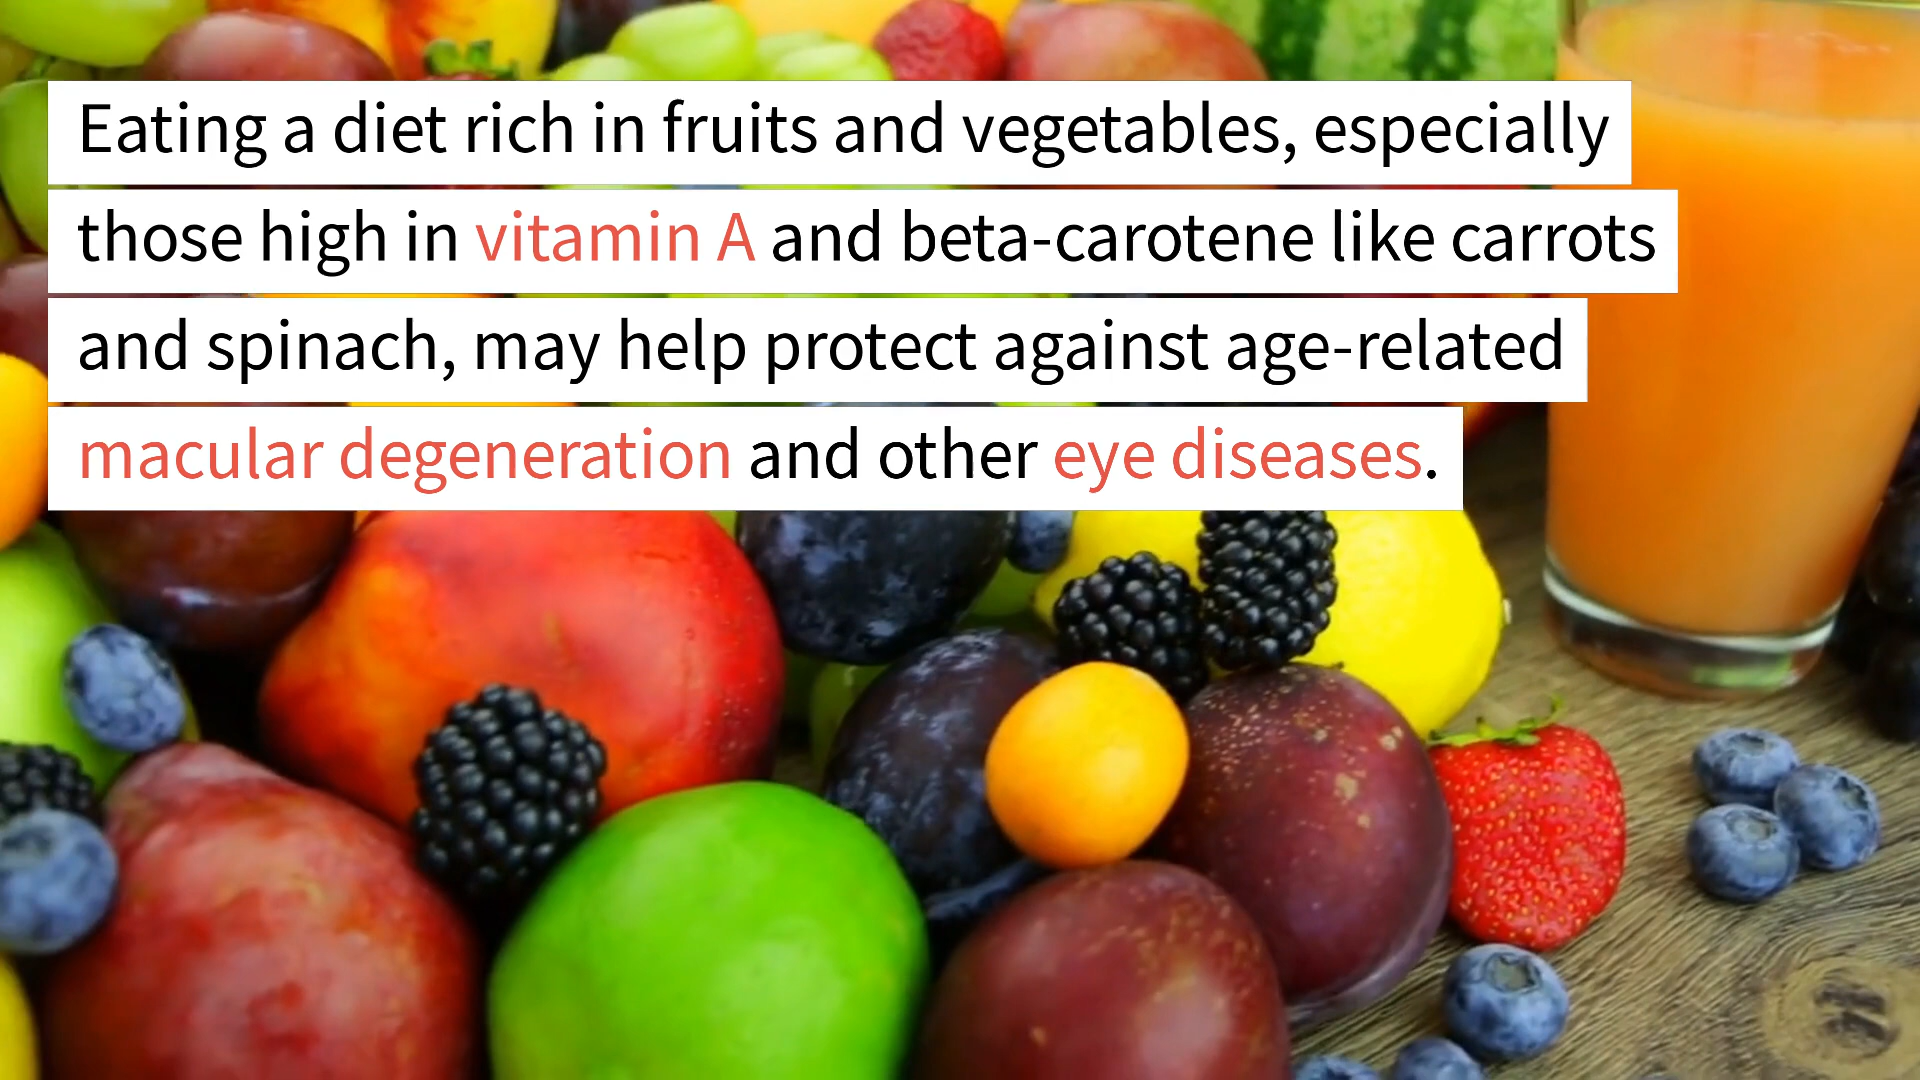 Eating a diet rich in fruits and vegetables, especially
those high in vitamin A and beta-carotene like carrots
and spinach, may help protect against age-related
macular degeneration and other eye diseases.